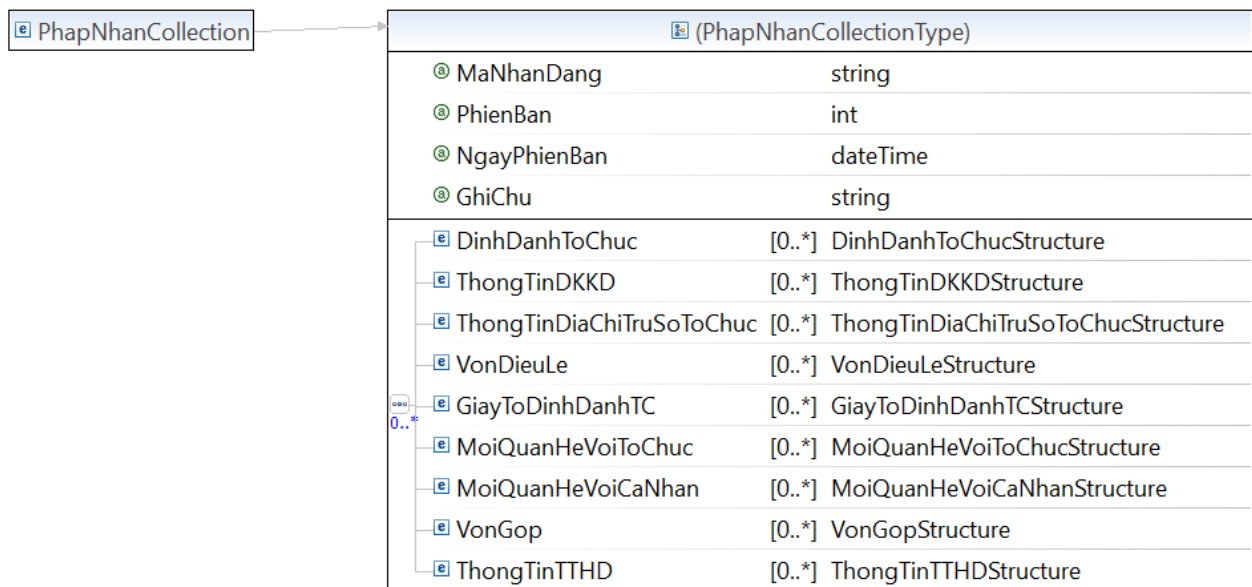 PhapNhanCollection
(PhapNhanCollectionType)
MaNhanDang string
PhienBan int
NgayPhienBan dateTime
GhiChu string
DinhDanhToChuc [0..*] DinhDanhToChucStructure
ThongTinDKKD [0..*] ThongTinDKKDStructure
ThongTinDiaChiTruSoToChuc [0..*] ThongTinDiaChiTruSoToChucStructure
VonDieuLe [0..*] VonDieuLeStructure
GiayToDinhDanhTC [0..*] GiayToDinhDanhTCStructure
0..*
MoiQuanHeVoiToChuc [0..*] MoiQuanHeVoiToChucStructure
MoiQuanHeVoiCaNhan [0..*] MoiQuanHeVoiCaNhanStructure
VonGop [0..*] VonGopStructure
ThongTinTTHD [0..*] ThongTinTTHDStructure